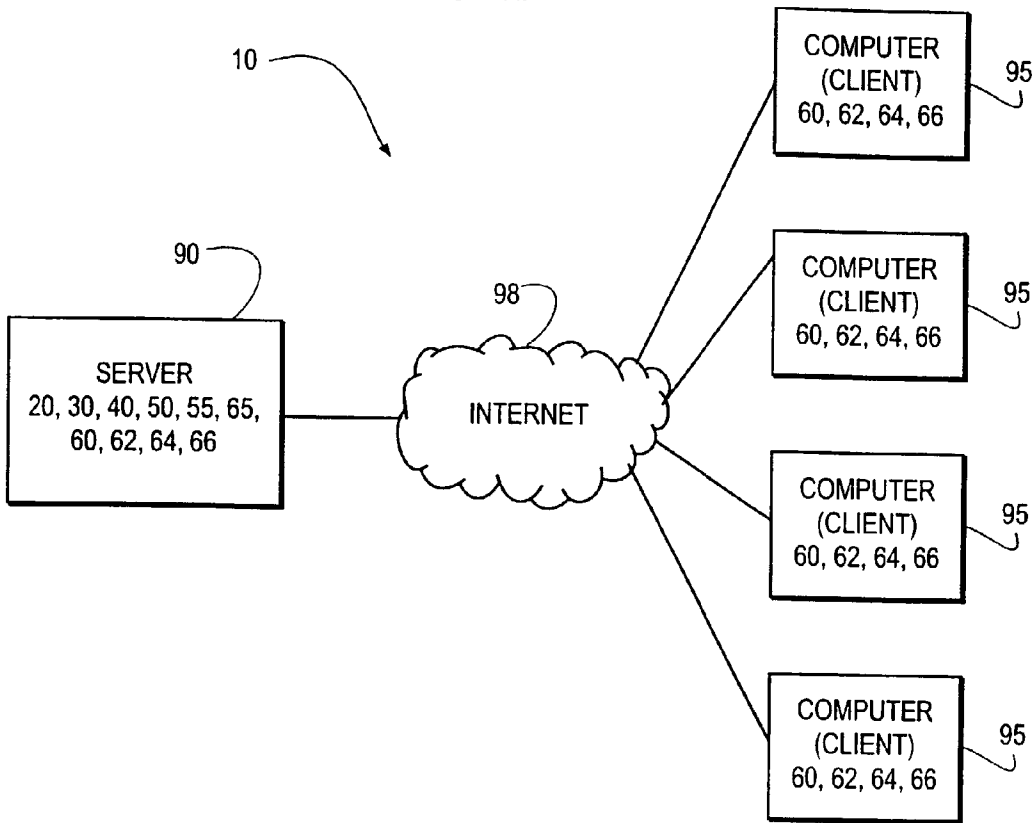 10
COMPUTER
(CLIENT)
60, 62, 64, 66
95
90
SERVER
20, 30, 40, 50, 55, 65,
60, 62, 64, 66
98
INTERNET
COMPUTER
(CLIENT)
60, 62, 64, 66
95
COMPUTER
(CLIENT)
60, 62, 64, 66
95
COMPUTER
(CLIENT)
60, 62, 64, 66
95